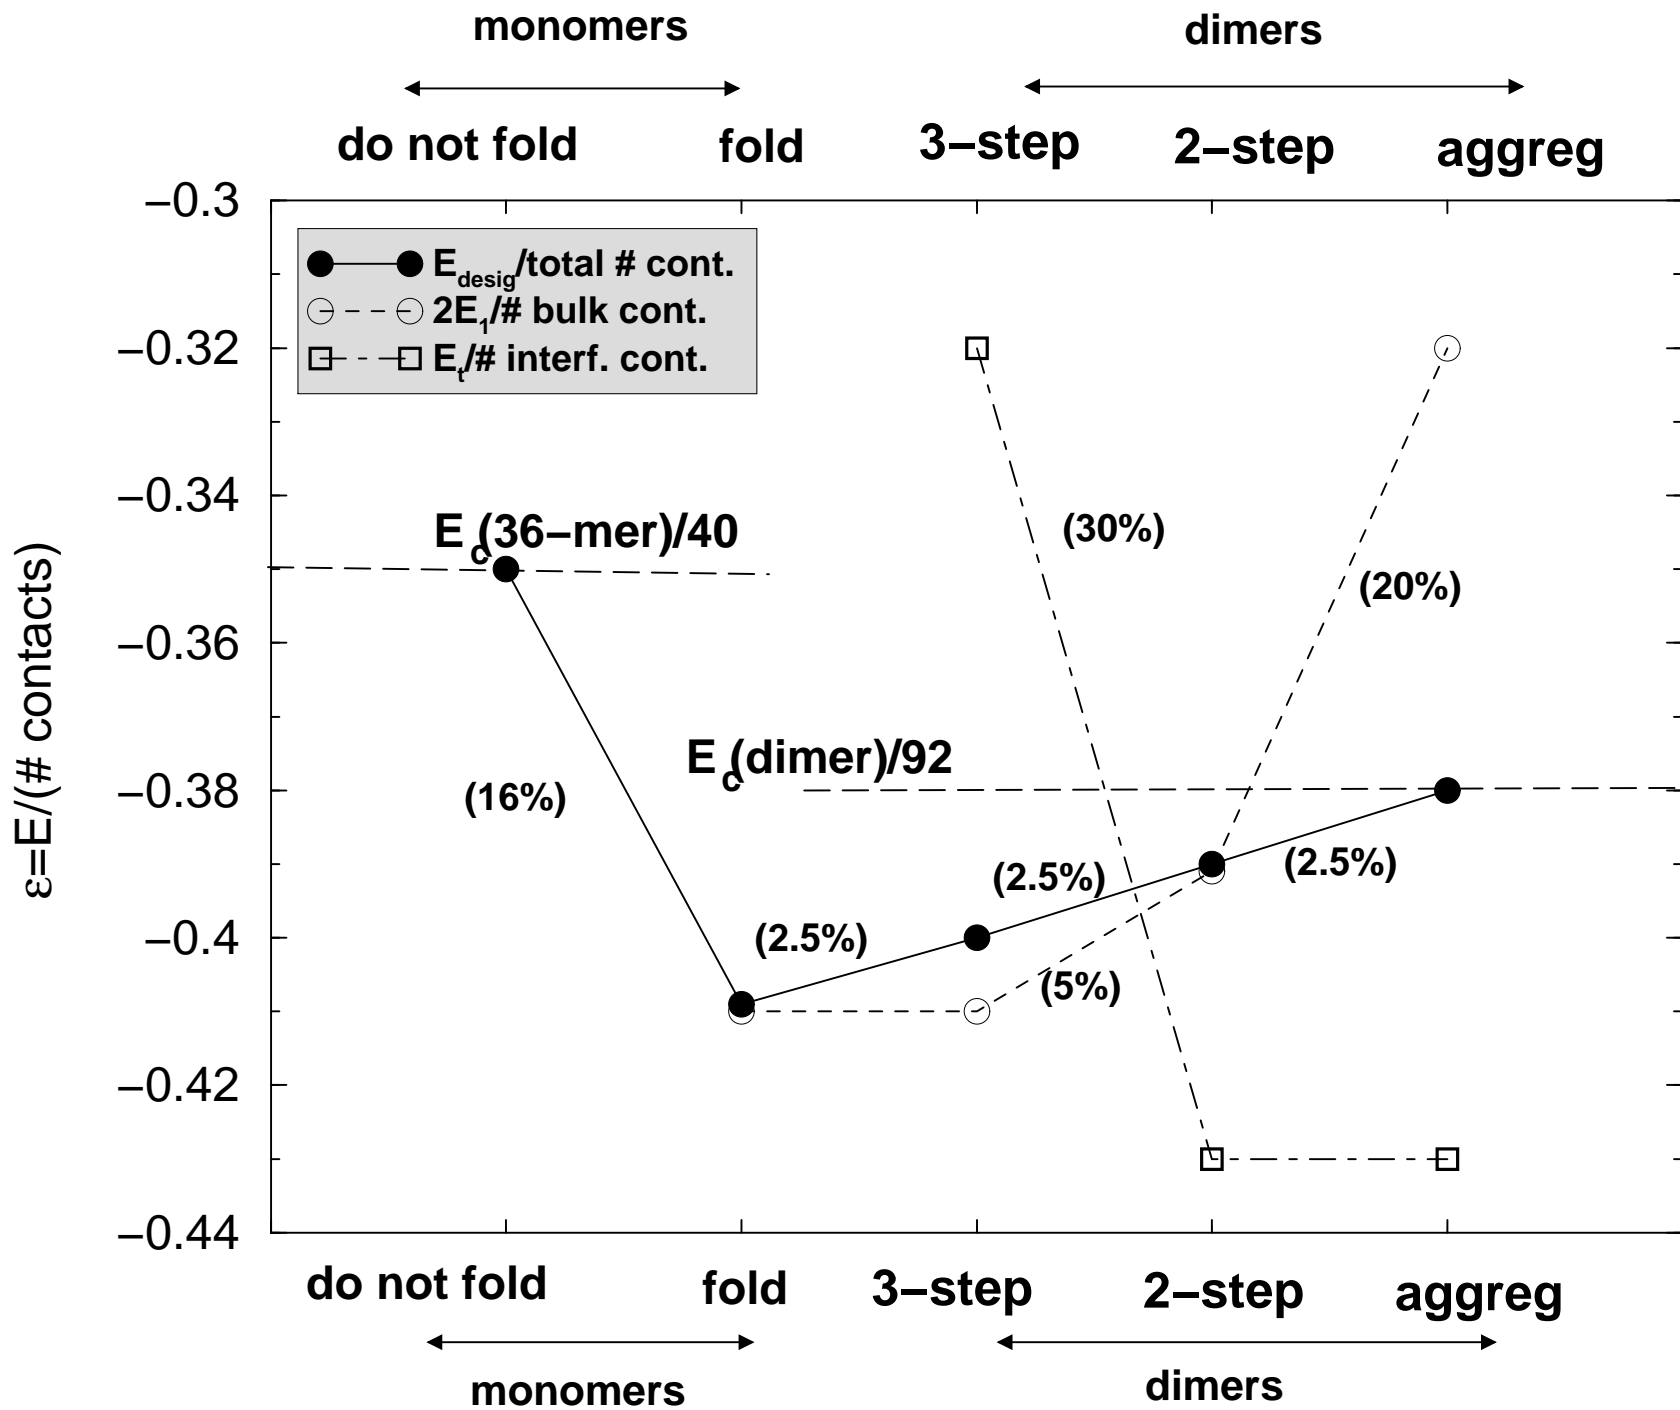 monomers
dimers
do not fold
fold
3–step
2–step
aggreg
–0.3
–0.32
–0.34
–0.36
–0.38
–0.4
–0.42
–0.44
ε=E/(# contacts)
E_desig/total # cont.
2E_1/# bulk cont.
E_t/# interf. cont.
E_c(36–mer)/40
(30%)
(20%)
E_c(dimer)/92
(16%)
(2.5%)
(2.5%)
(2.5%)
(5%)
do not fold
fold
3–step
2–step
aggreg
monomers
dimers